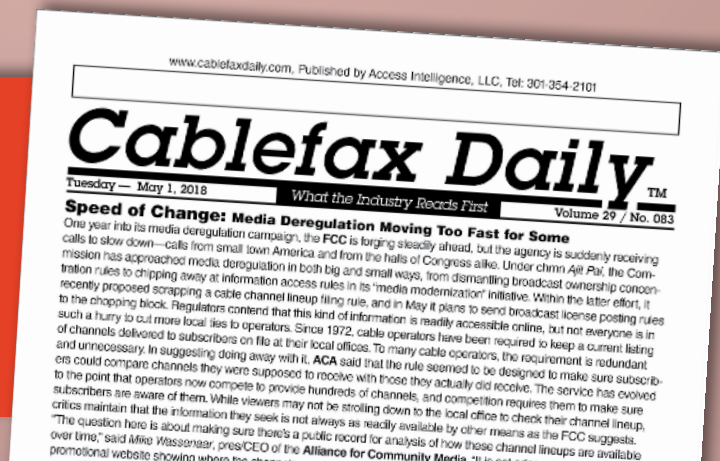 www.cablefaxdaily.com, Published by Access Intelligence, LLC, Tel: 301-354-2101
Cablefax Daily™
Tuesday — May 1, 2018
What the Industry Reads First
Volume 29 / No. 083
Speed of Change: Media Deregulation Moving Too Fast for Some
One year into its media deregulation campaign, the FCC is forging steadily ahead, but the agency is suddenly receiving
calls to slow down—calls from small town America and from the halls of Congress alike. Under chmn Ajit Pai, the Com-
mission has approached media deregulation in both big and small ways, from dismantling broadcast ownership concen-
tration rules to chipping away at information access rules in its "media modernization" initiative. Within the latter effort, it
recently proposed scrapping a cable channel lineup filing rule, and in May it plans to send broadcast license posting rules
to the chopping block. Regulators contend that this kind of information is readily accessible online, but not everyone is in
such a hurry to cut more local ties to operators. Since 1972, cable operators have been required to keep a current listing
of channels delivered to subscribers on file at their local offices. To many cable operators, the requirement is redundant
and unnecessary. In suggesting doing away with it, ACA said that the rule seemed to be designed to make sure subscrib-
ers could compare channels they were supposed to receive with those they actually did receive. The service has evolved
to the point that operators now compete to provide hundreds of channels, and competition requires them to make sure
subscribers are aware of them. While viewers may not be strolling down to the local office to check their channel lineup,
critics maintain that the information they seek is not always as readily available by other means as the FCC suggests.
"The question here is about making sure there's a public record for analysis of how these channel lineups are available
over time," said Mike Wassenaar, pres/CEO of the Alliance for Community Media. "It is not
promotional website showing where the